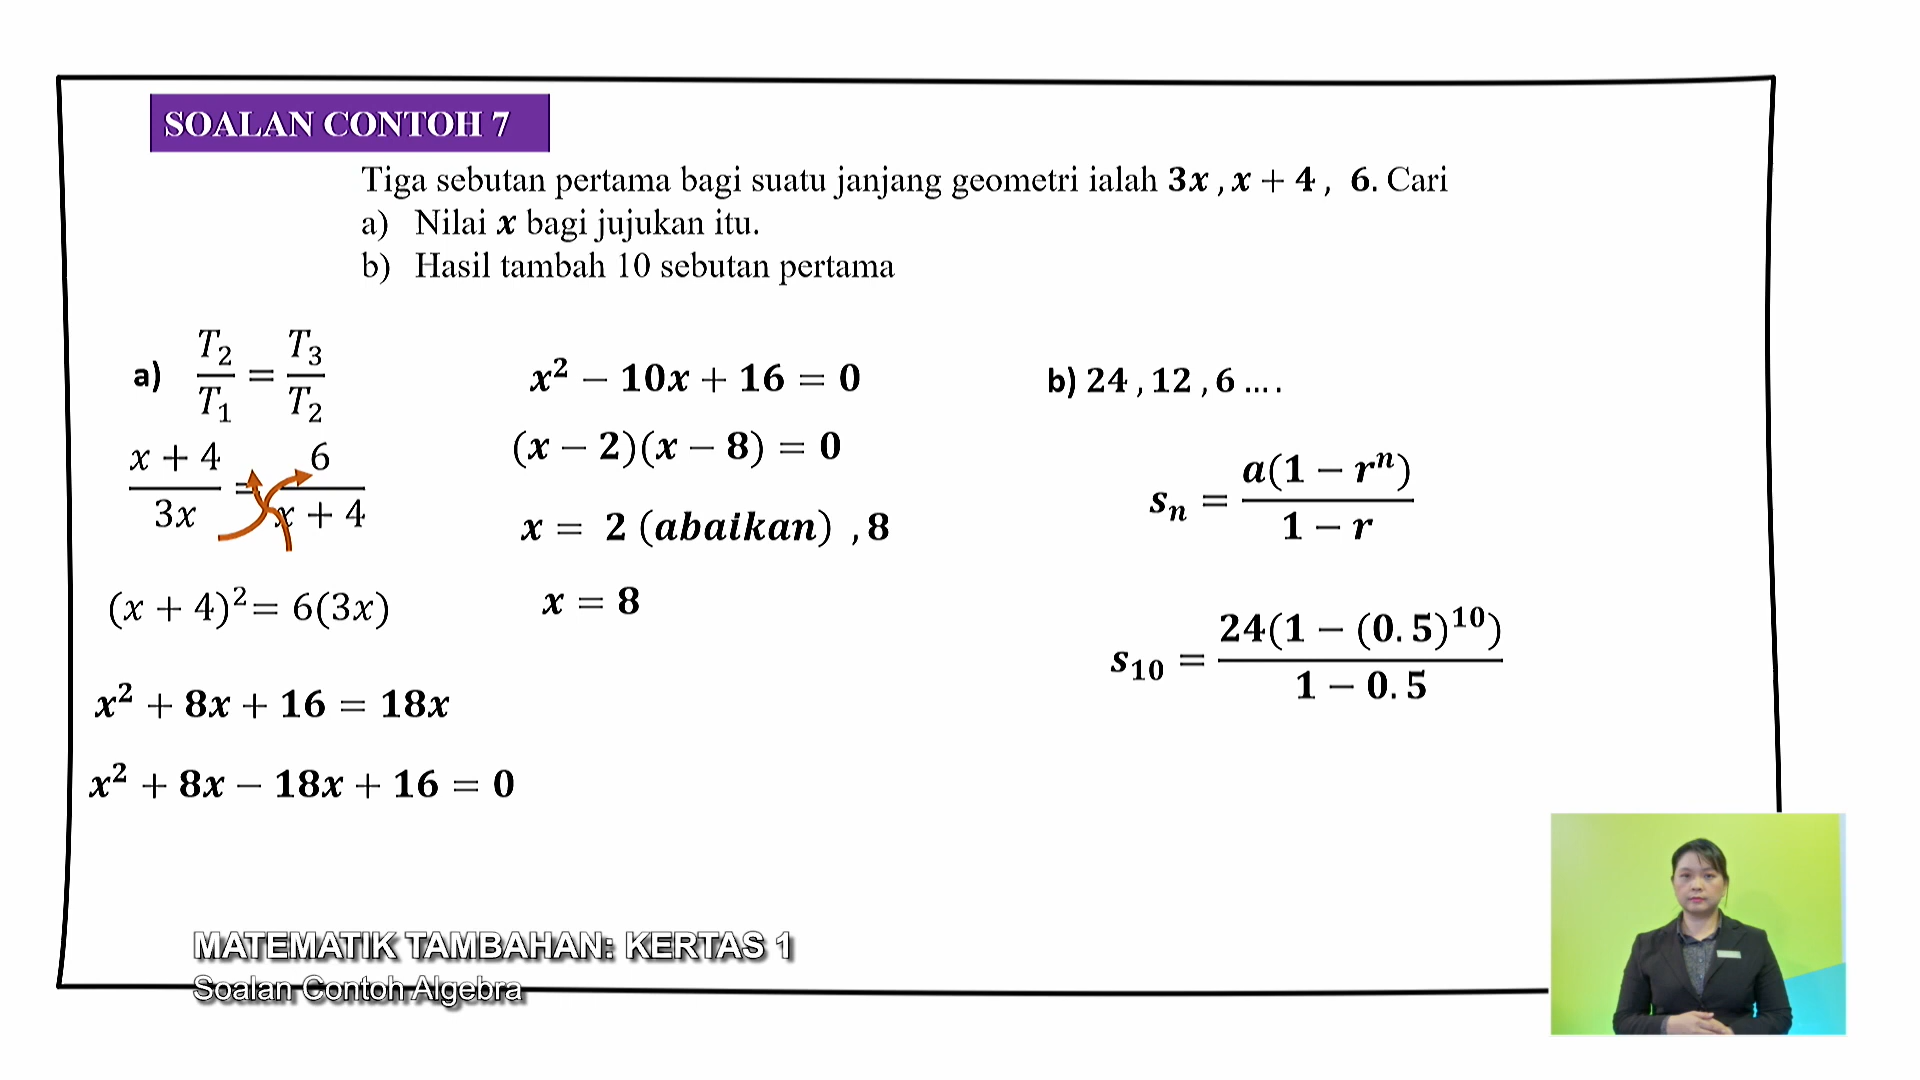 SOALAN CONTOH 7
Tiga sebutan pertama bagi suatu janjang geometri ialah 3x , x + 4 , 6. Cari
a) Nilai x bagi jujukan itu.
b) Hasil tambah 10 sebutan pertama
a) T₂/T₁ = T₃/T₂
(x + 4)/3x = 6/(x + 4)
(x + 4)² = 6(3x)
x² + 8x + 16 = 18x
x² + 8x − 18x + 16 = 0
x² − 10x + 16 = 0
(x − 2)(x − 8) = 0
x = 2 (abaikan) , 8
x = 8
b) 24 , 12 , 6 ....
sₙ = a(1 − rⁿ)/(1 − r)
s₁₀ = 24(1 − (0.5)¹⁰)/(1 − 0.5)
MATEMATIK TAMBAHAN: KERTAS 1
Soalan Contoh Algebra